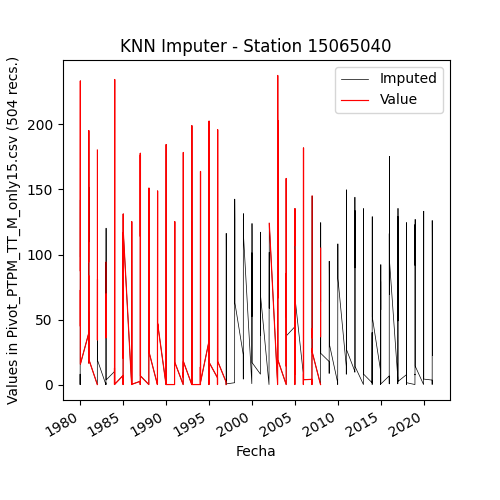 KNN Imputer - Station 15065040
Values in Pivot_PTPM_TT_M_only15.csv (504 recs.)
Imputed
Value
200
150
100
50
0
1980
1985
1990
1995
2000
2005
2010
2015
2020
Fecha